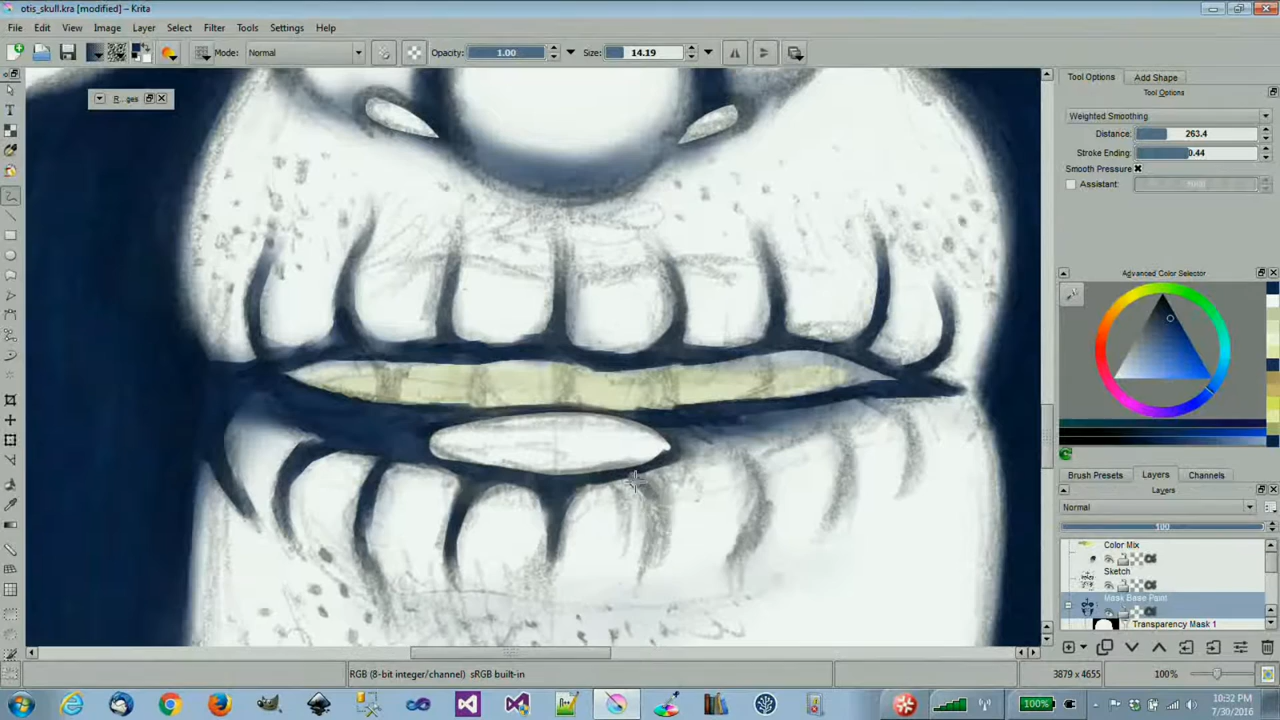 otis_skull.kra [modified] - Krita
File Edit View Image Layer Select Filter Tools Settings Help
Mode: Normal Opacity: 1.00 Size: 14.19
R...ges
Tool Options Add Shape
Tool Options
Weighted Smoothing
Distance: 263.4
Stroke Ending: 0.44
Smooth Pressure
Assistant:
Advanced Color Selector
Brush Presets Layers Channels
Layers
Normal
100
Color Mix
Sketch
Mask Base Paint
Transparency Mask 1
RGB (8-bit integer/channel) sRGB built-in 3879 x 4655 100%
100% 10:32 PM
7/30/2016